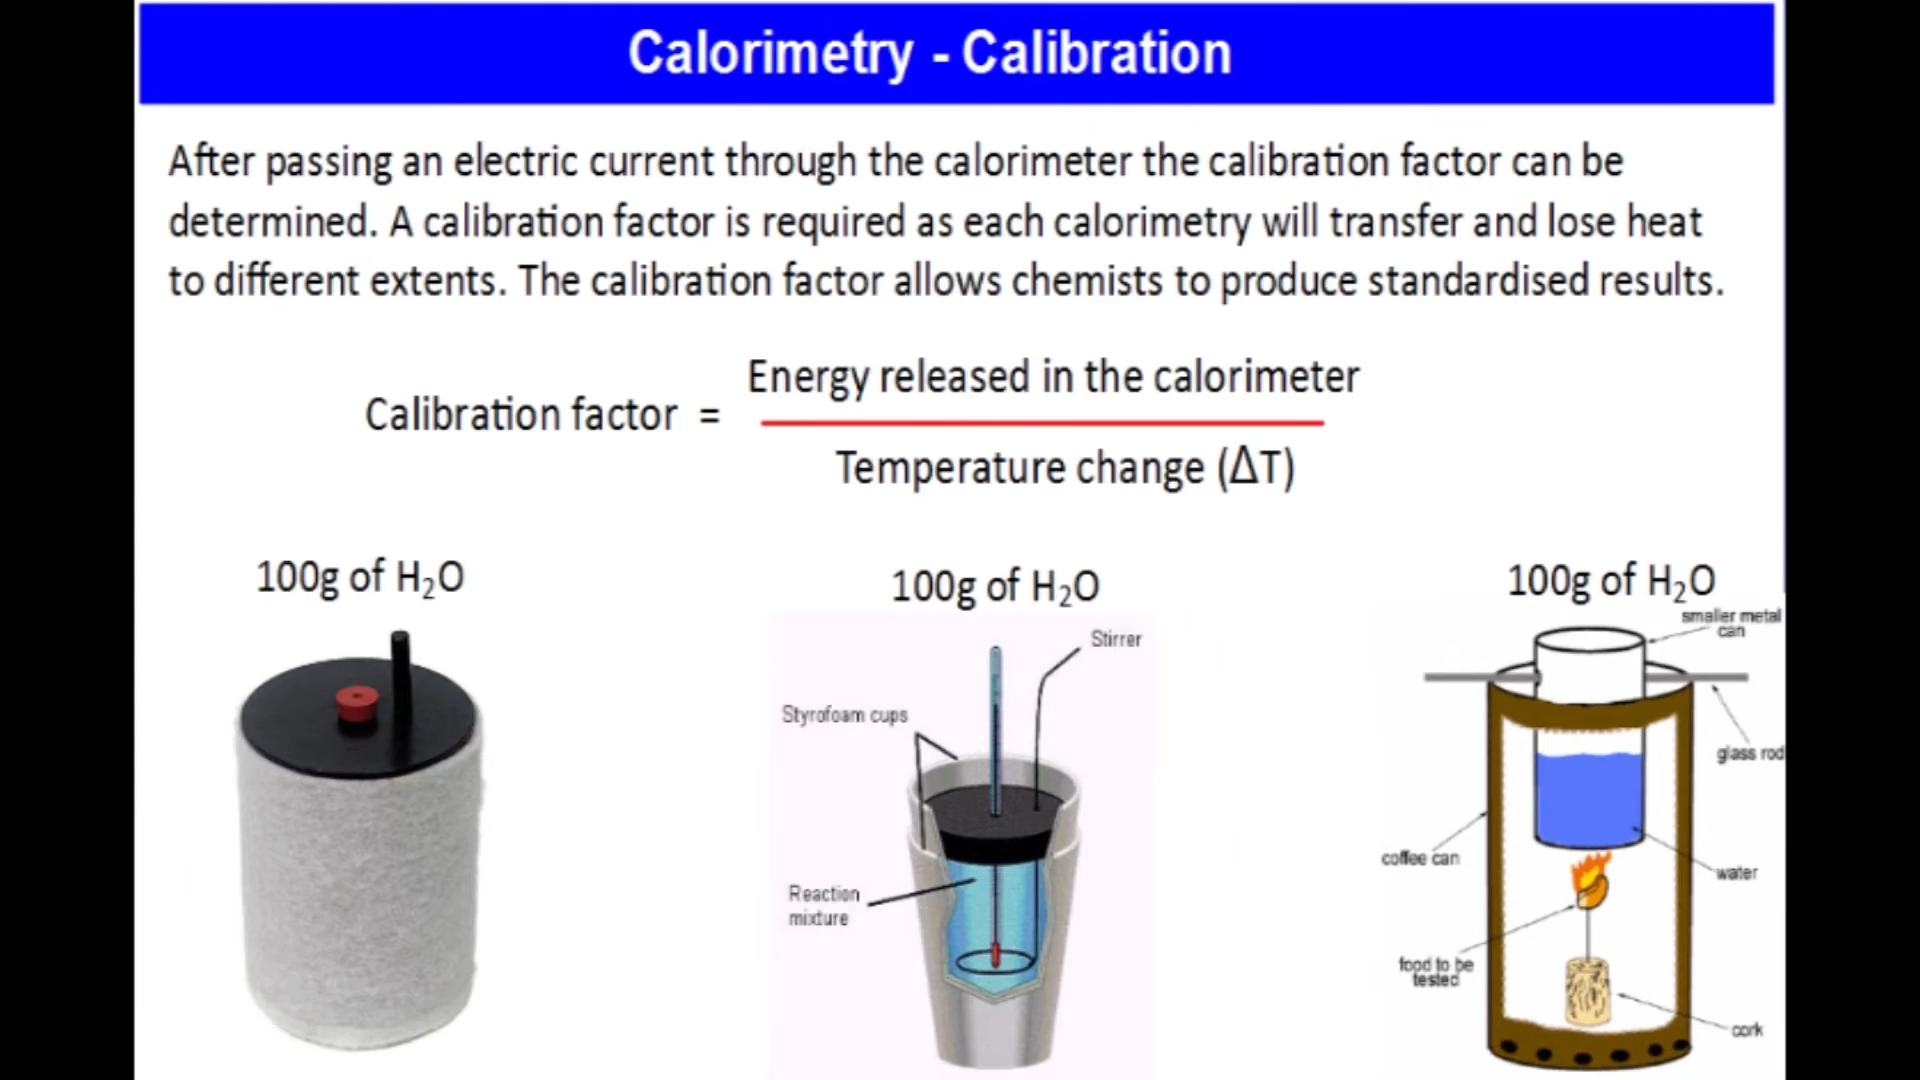 Calorimetry - Calibration
After passing an electric current through the calorimeter the calibration factor can be
determined. A calibration factor is required as each calorimetry will transfer and lose heat
to different extents. The calibration factor allows chemists to produce standardised results.
Calibration factor =
Energy released in the calorimeter
Temperature change (ΔT)
100g of H₂O
100g of H₂O
Stirrer
Styrofoam cups
Reaction
mixture
100g of H₂O
smaller metal
can
glass rod
coffee can
water
food to be
tested
cork